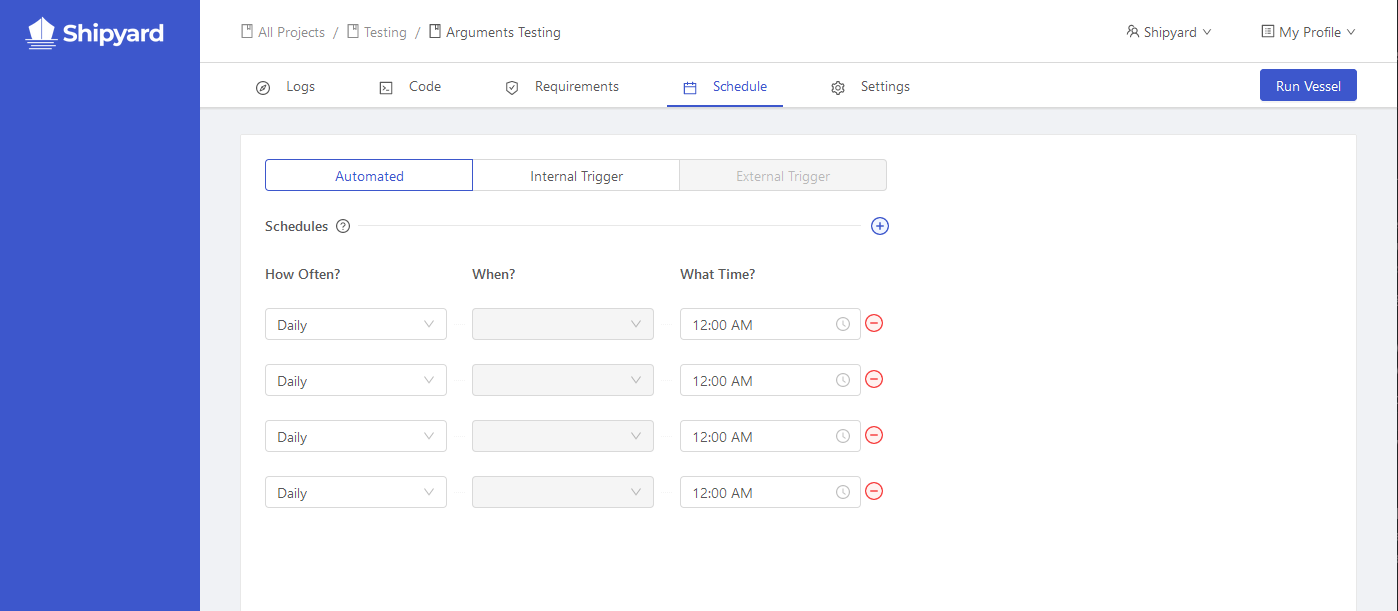 Shipyard
All Projects / Testing / Arguments Testing
Shipyard
My Profile
Logs
Code
Requirements
Schedule
Settings
Run Vessel
Automated
Internal Trigger
External Trigger
Schedules
How Often? When? What Time?
Daily 12:00 AM
Daily 12:00 AM
Daily 12:00 AM
Daily 12:00 AM